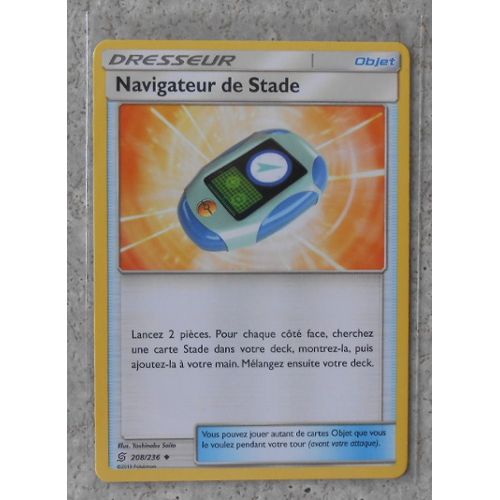 DRESSEUR
Objet
Navigateur de Stade
Lancez 2 pièces. Pour chaque côté face, cherchez
une carte Stade dans votre deck, montrez-la, puis
ajoutez-la à votre main. Mélangez ensuite votre deck.
Illus. Yoshinobu Saito
208/236
©2019 Pokémon
Vous pouvez jouer autant de cartes Objet que vous
le voulez pendant votre tour (avant votre attaque).